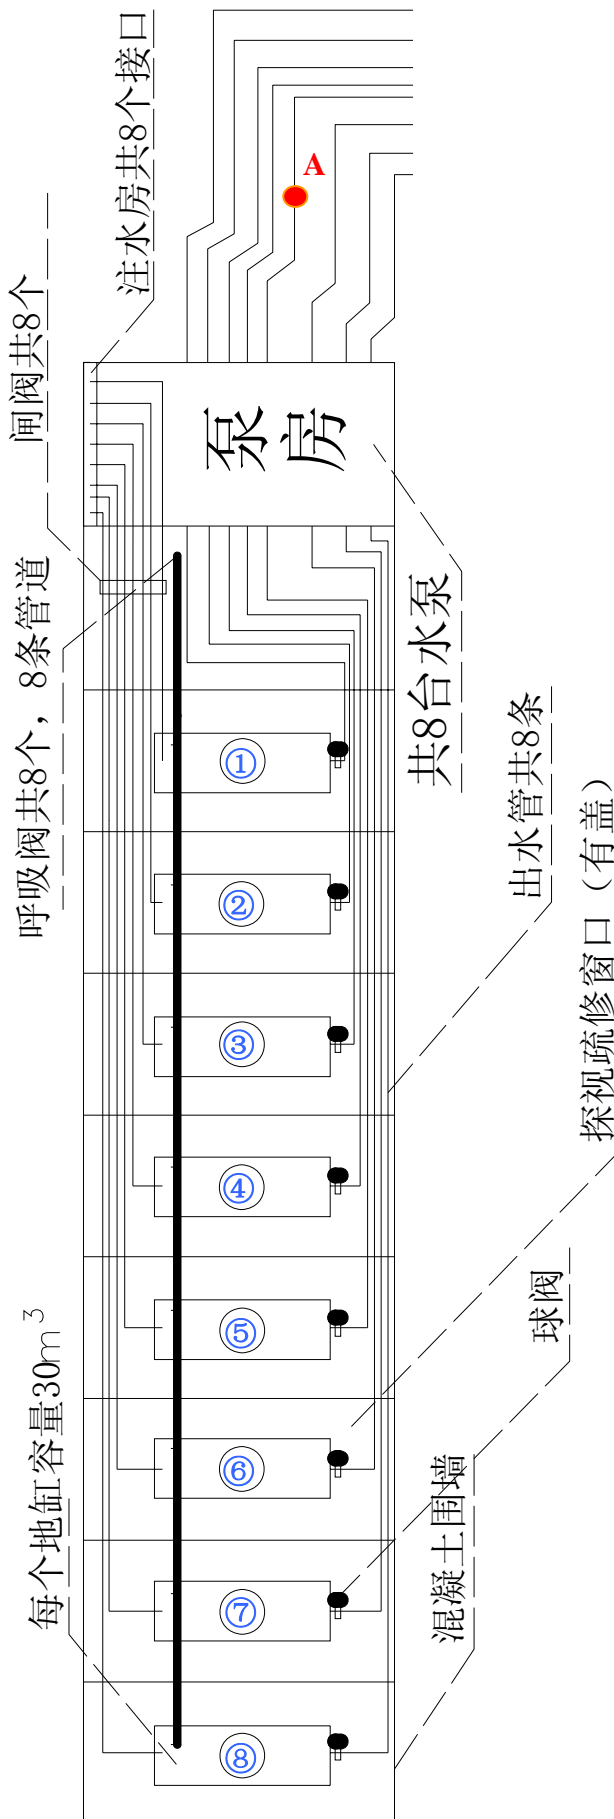 注水房共8个接口
A
闸阀共8个
泵房
呼吸阀共8个，8条管道
共8台水泵
出水管共8条
探视疏修窗口（有盖）
①
②
③
④
⑤
⑥
⑦
⑧
球阀
每个地缸容量30m³
混凝土围墙